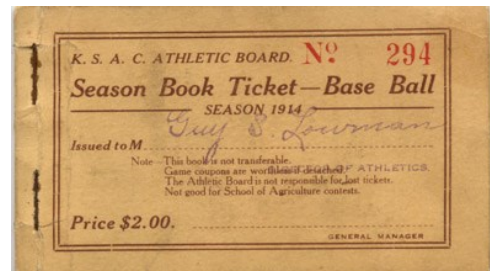 K. S. A. C. ATHLETIC BOARD. No 294
Season Book Ticket—Base Ball
SEASON 1914
Issued to M Guy S. Lowman
Note—This book is not transferable.
Game coupons are worthless if detached.
DIRECTOR OF ATHLETICS.
The Athletic Board is not responsible for lost tickets.
Not good for School of Agriculture contests.
Price $2.00.
GENERAL MANAGER